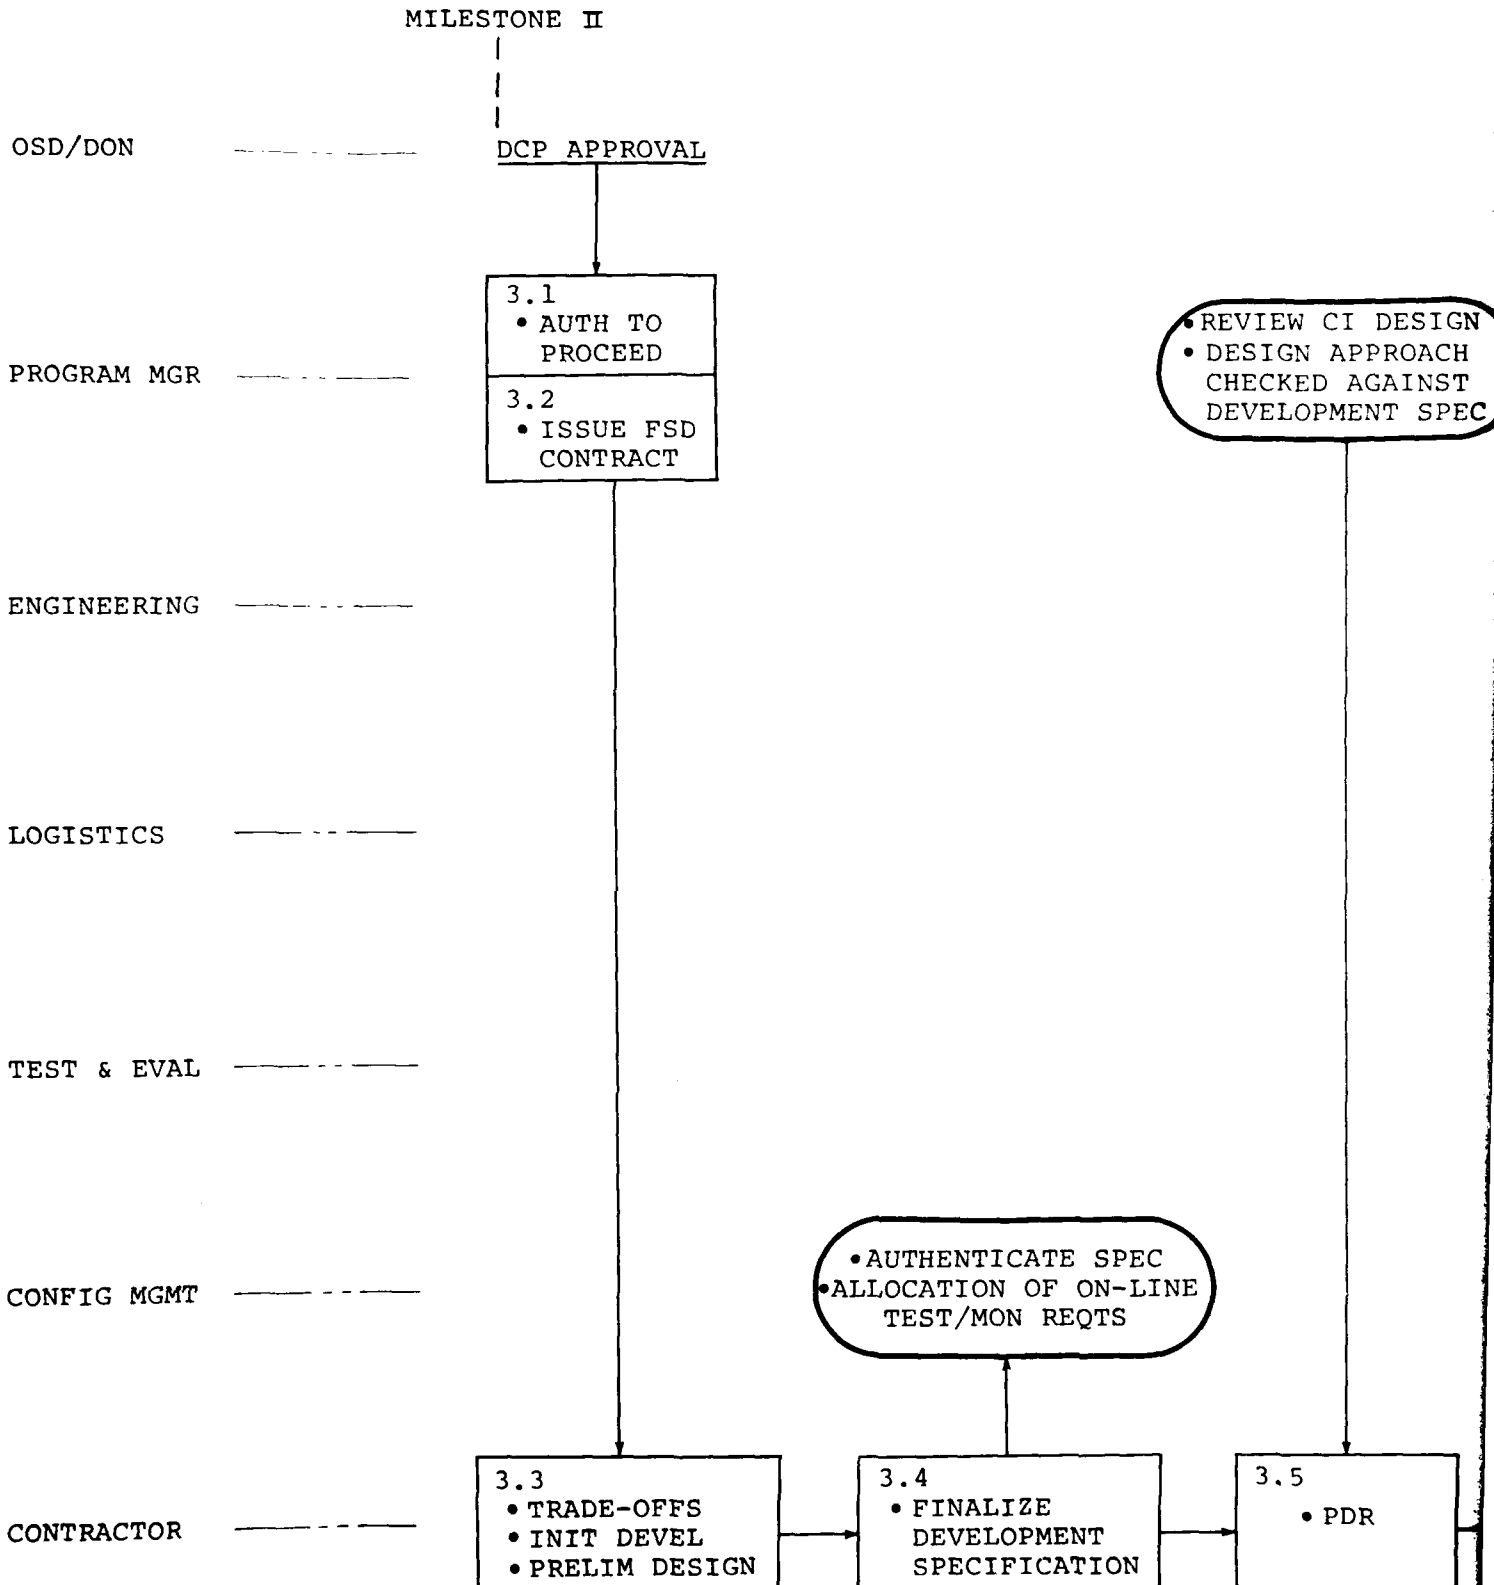 MILESTONE II
OSD/DON
DCP APPROVAL
3.1
• AUTH TO
PROCEED
PROGRAM MGR
3.2
• ISSUE FSD
CONTRACT
• REVIEW CI DESIGN
• DESIGN APPROACH
CHECKED AGAINST
DEVELOPMENT SPEC
ENGINEERING
LOGISTICS
TEST & EVAL
CONFIG MGMT
• AUTHENTICATE SPEC
• ALLOCATION OF ON-LINE
TEST/MON REQTS
CONTRACTOR
3.3
• TRADE-OFFS
• INIT DEVEL
• PRELIM DESIGN
3.4
• FINALIZE
DEVELOPMENT
SPECIFICATION
3.5
• PDR